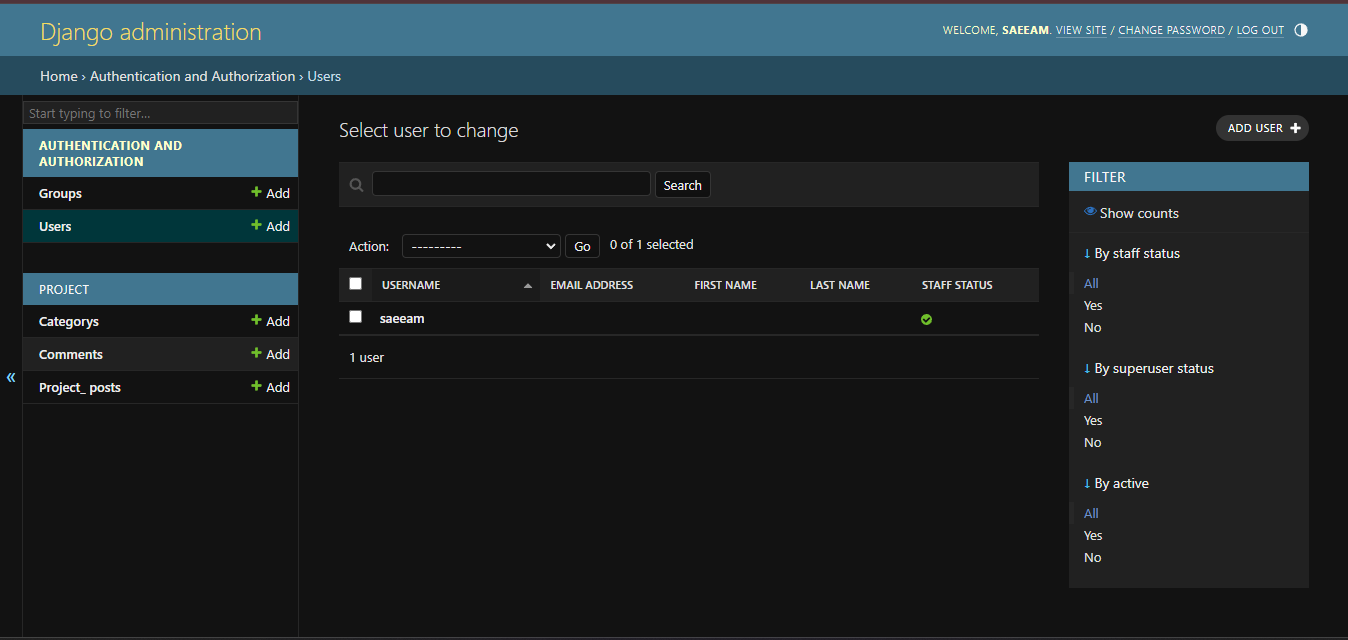 Django administration
WELCOME, SAEEAM. VIEW SITE / CHANGE PASSWORD / LOG OUT
Home › Authentication and Authorization › Users
Start typing to filter...
AUTHENTICATION AND
AUTHORIZATION
Groups + Add
Users + Add
PROJECT
Categorys + Add
Comments + Add
Project_ posts + Add
«
Select user to change
ADD USER +
Search
Action: --------- Go 0 of 1 selected
USERNAME EMAIL ADDRESS FIRST NAME LAST NAME STAFF STATUS
saeeam
1 user
FILTER
Show counts
↓ By staff status
All
Yes
No
↓ By superuser status
All
Yes
No
↓ By active
All
Yes
No